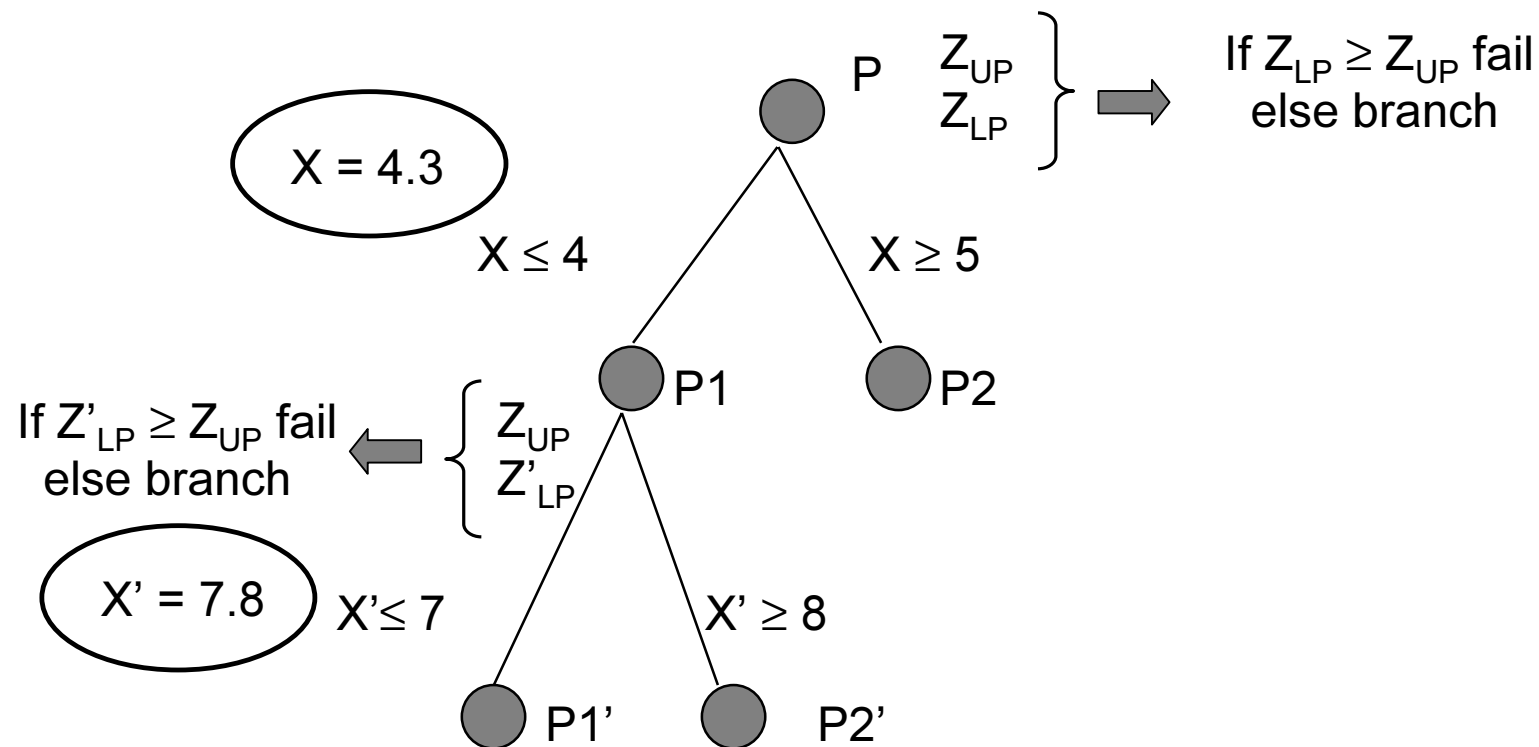 P
Z_UP
Z_LP
If Z_LP ≥ Z_UP fail
else branch
X = 4.3
X ≤ 4
X ≥ 5
P1
P2
If Z’_LP ≥ Z_UP fail
else branch
Z_UP
Z’_LP
X’ = 7.8
X’≤ 7
X’ ≥ 8
P1’
P2’